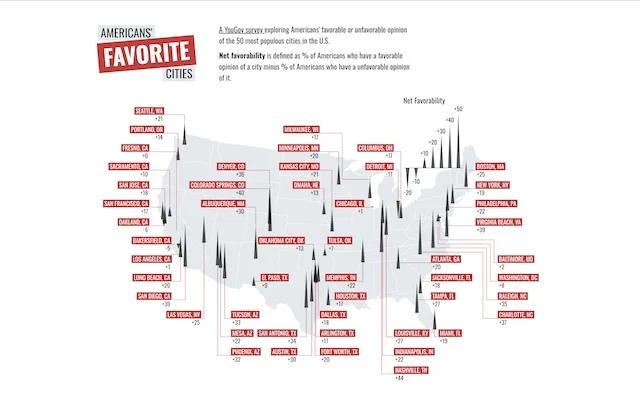 AMERICANS'
FAVORITE
CITIES
A YouGov survey exploring Americans' favorable or unfavorable opinion
of the 50 most populous cities in the U.S.
Net favorability is defined as % of Americans who have a favorable
opinion of a city minus % of Americans who have a unfavorable opinion
of it.
Net Favorability
+50
+40
+30
+20
+10
-10
-20
SEATTLE, WA
+21
PORTLAND, OR
+14
FRESNO, CA
+0
SACRAMENTO, CA
+10
SAN JOSE, CA
+18
SAN FRANCISCO, CA
+17
OAKLAND, CA
-6
BAKERSFIELD, CA
-5
LOS ANGELES, CA
+1
LONG BEACH, CA
+20
SAN DIEGO, CA
+39
LAS VEGAS, NV
+25
DENVER, CO
+36
COLORADO SPRINGS, CO
+40
ALBUQUERQUE, NM
+30
MILWAUKEE, WI
+17
MINNEAPOLIS, MN
+20
KANSAS CITY, MO
+21
OMAHA, NE
+13
CHICAGO, IL
+1
COLUMBUS, OH
+17
DETROIT, MI
-11
BOSTON, MA
+25
NEW YORK, NY
+19
PHILADELPHIA, PA
+22
VIRGINIA BEACH, VA
+39
OKLAHOMA CITY, OK
+13
TULSA, OK
+7
EL PASO, TX
+9
MEMPHIS, TN
+22
HOUSTON, TX
+17
ATLANTA, GA
+20
JACKSONVILLE, FL
+18
TAMPA, FL
+27
BALTIMORE, MD
WASHINGTON, DC
+8
RALEIGH, NC
+35
CHARLOTTE, NC
+37
TUCSON, AZ
+33
MESA, AZ
+22
PHOENIX, AZ
+32
SAN ANTONIO, TX
+34
AUSTIN, TX
+30
DALLAS, TX
+18
ARLINGTON, TX
+17
FORT WORTH, TX
+20
LOUISVILLE, KY
+27
INDIANAPOLIS, IN
+22
NASHVILLE, TN
+44
MIAMI, FL
+19